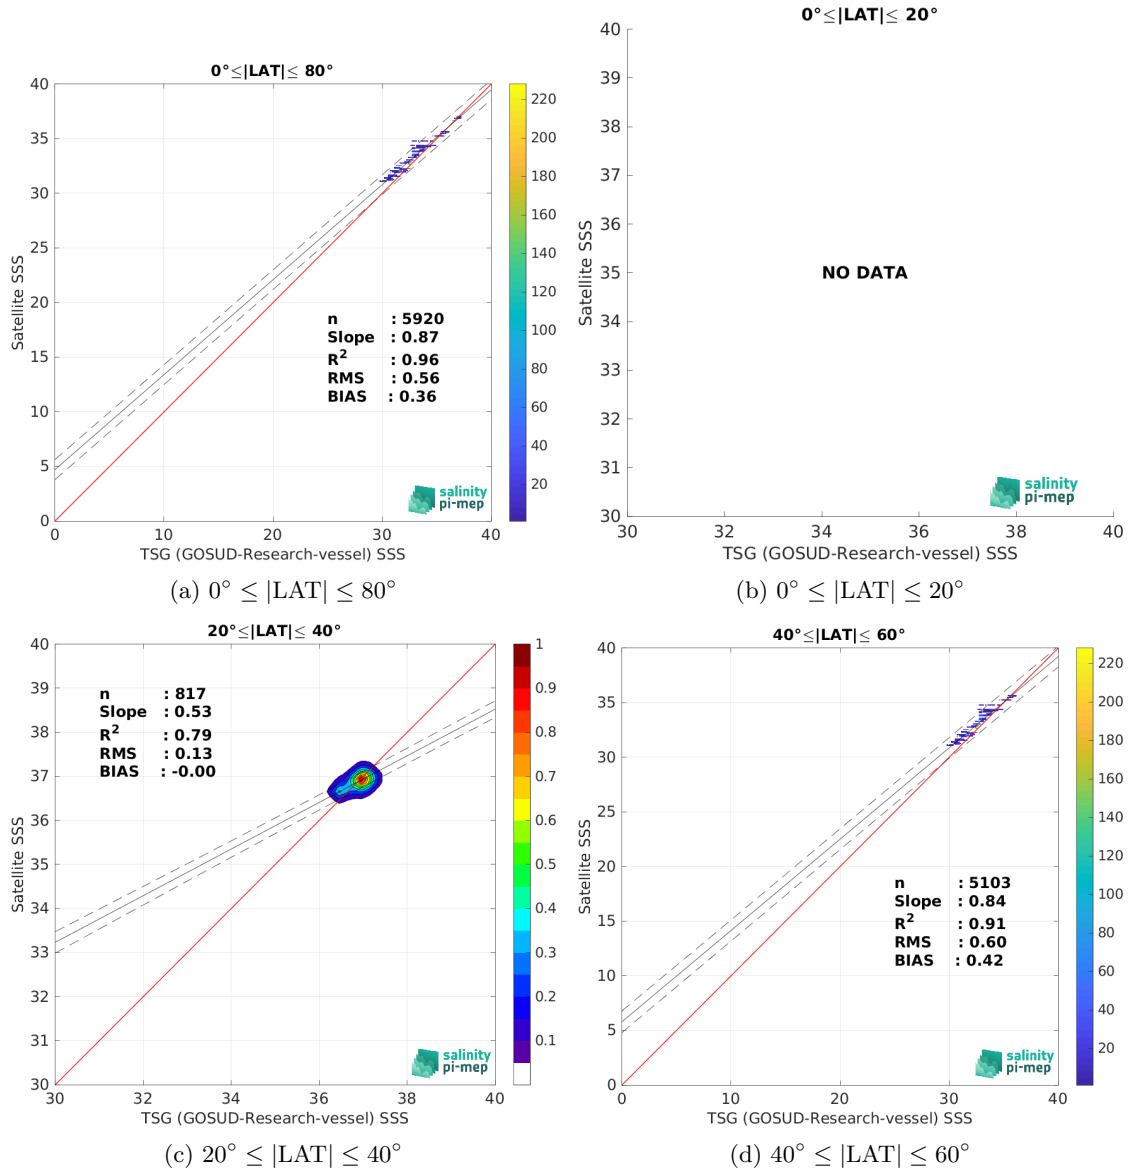 0°≤|LAT|≤ 80°
40
35
30
25
20
15
10
5
0
0
10
20
30
40
Satellite SSS
TSG (GOSUD-Research-vessel) SSS
n : 5920
Slope : 0.87
R2 : 0.96
RMS : 0.56
BIAS : 0.36
220
200
180
160
140
120
100
80
60
40
20
salinity
pi-mep
(a) 0° ≤ |LAT| ≤ 80°
0°≤|LAT|≤ 20°
40
39
38
37
36
35
34
33
32
31
30
30
32
34
36
38
40
Satellite SSS
TSG (GOSUD-Research-vessel) SSS
NO DATA
salinity
pi-mep
(b) 0° ≤ |LAT| ≤ 20°
20°≤|LAT|≤ 40°
40
39
38
37
36
35
34
33
32
31
30
30
32
34
36
38
40
Satellite SSS
TSG (GOSUD-Research-vessel) SSS
n : 817
Slope : 0.53
R2 : 0.79
RMS : 0.13
BIAS : -0.00
1
0.9
0.8
0.7
0.6
0.5
0.4
0.3
0.2
0.1
salinity
pi-mep
(c) 20° ≤ |LAT| ≤ 40°
40°≤|LAT|≤ 60°
40
35
30
25
20
15
10
5
0
0
10
20
30
40
Satellite SSS
TSG (GOSUD-Research-vessel) SSS
n : 5103
Slope : 0.84
R2 : 0.91
RMS : 0.60
BIAS : 0.42
220
200
180
160
140
120
100
80
60
40
20
salinity
pi-mep
(d) 40° ≤ |LAT| ≤ 60°